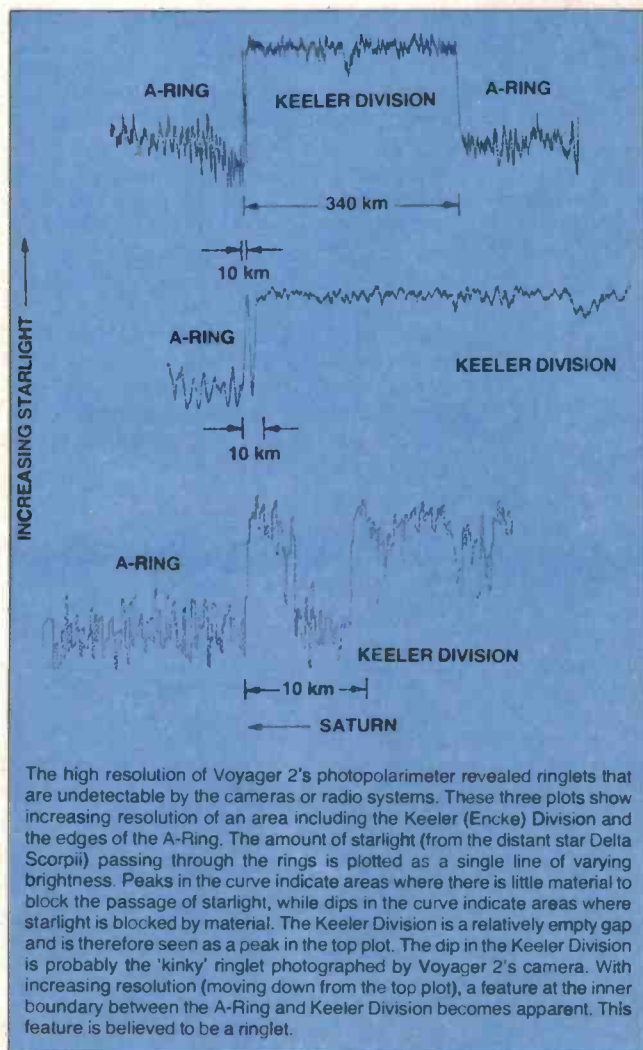 A-RING
KEELER DIVISION
A-RING
340 km
10 km
A-RING
KEELER DIVISION
10 km
INCREASING STARLIGHT
A-RING
KEELER DIVISION
10 km
SATURN
The high resolution of Voyager 2's photopolarimeter revealed ringlets that
are undetectable by the cameras or radio systems. These three plots show
increasing resolution of an area including the Keeler (Encke) Division and
the edges of the A-Ring. The amount of starlight (from the distant star Delta
Scorpii) passing through the rings is plotted as a single line of varying
brightness. Peaks in the curve indicate areas where there is little material to
block the passage of starlight, while dips in the curve indicate areas where
starlight is blocked by material. The Keeler Division is a relatively empty gap
and is therefore seen as a peak in the top plot. The dip in the Keeler Division
is probably the 'kinky' ringlet photographed by Voyager 2's camera. With
increasing resolution (moving down from the top plot), a feature at the inner
boundary between the A-Ring and Keeler Division becomes apparent. This
feature is believed to be a ringlet.